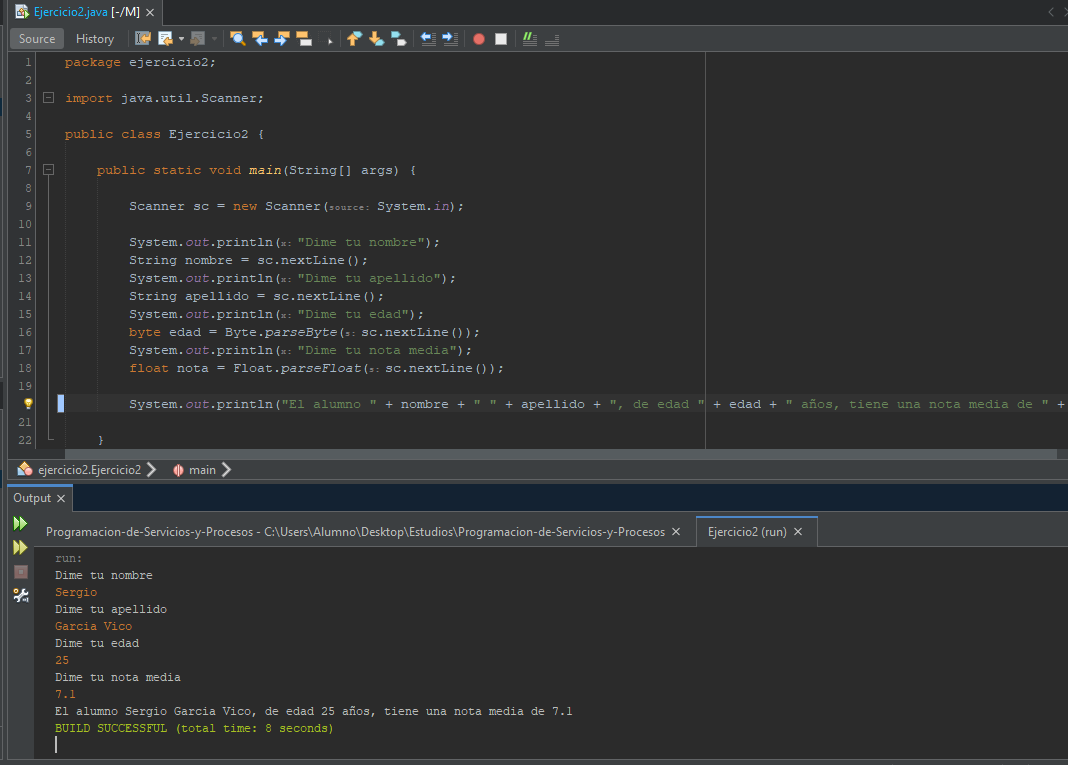 Ejercicio2.java [-/M] ×
Source History
1 package ejercicio2;
2
3 import java.util.Scanner;
4
5 public class Ejercicio2 {
6
7 public static void main(String[] args) {
8
9 Scanner sc = new Scanner(source: System.in);
10
11 System.out.println(x: "Dime tu nombre");
12 String nombre = sc.nextLine();
13 System.out.println(x: "Dime tu apellido");
14 String apellido = sc.nextLine();
15 System.out.println(x: "Dime tu edad");
16 byte edad = Byte.parseByte(s: sc.nextLine());
17 System.out.println(x: "Dime tu nota media");
18 float nota = Float.parseFloat(s: sc.nextLine());
19
System.out.println("El alumno " + nombre + " " + apellido + ", de edad " + edad + " años, tiene una nota media de " +
21
22 }
ejercicio2.Ejercicio2 main
Output ×
Programacion-de-Servicios-y-Procesos - C:\Users\Alumno\Desktop\Estudios\Programacion-de-Servicios-y-Procesos × Ejercicio2 (run) ×
run:
Dime tu nombre
Sergio
Dime tu apellido
Garcia Vico
Dime tu edad
25
Dime tu nota media
7.1
El alumno Sergio Garcia Vico, de edad 25 años, tiene una nota media de 7.1
BUILD SUCCESSFUL (total time: 8 seconds)